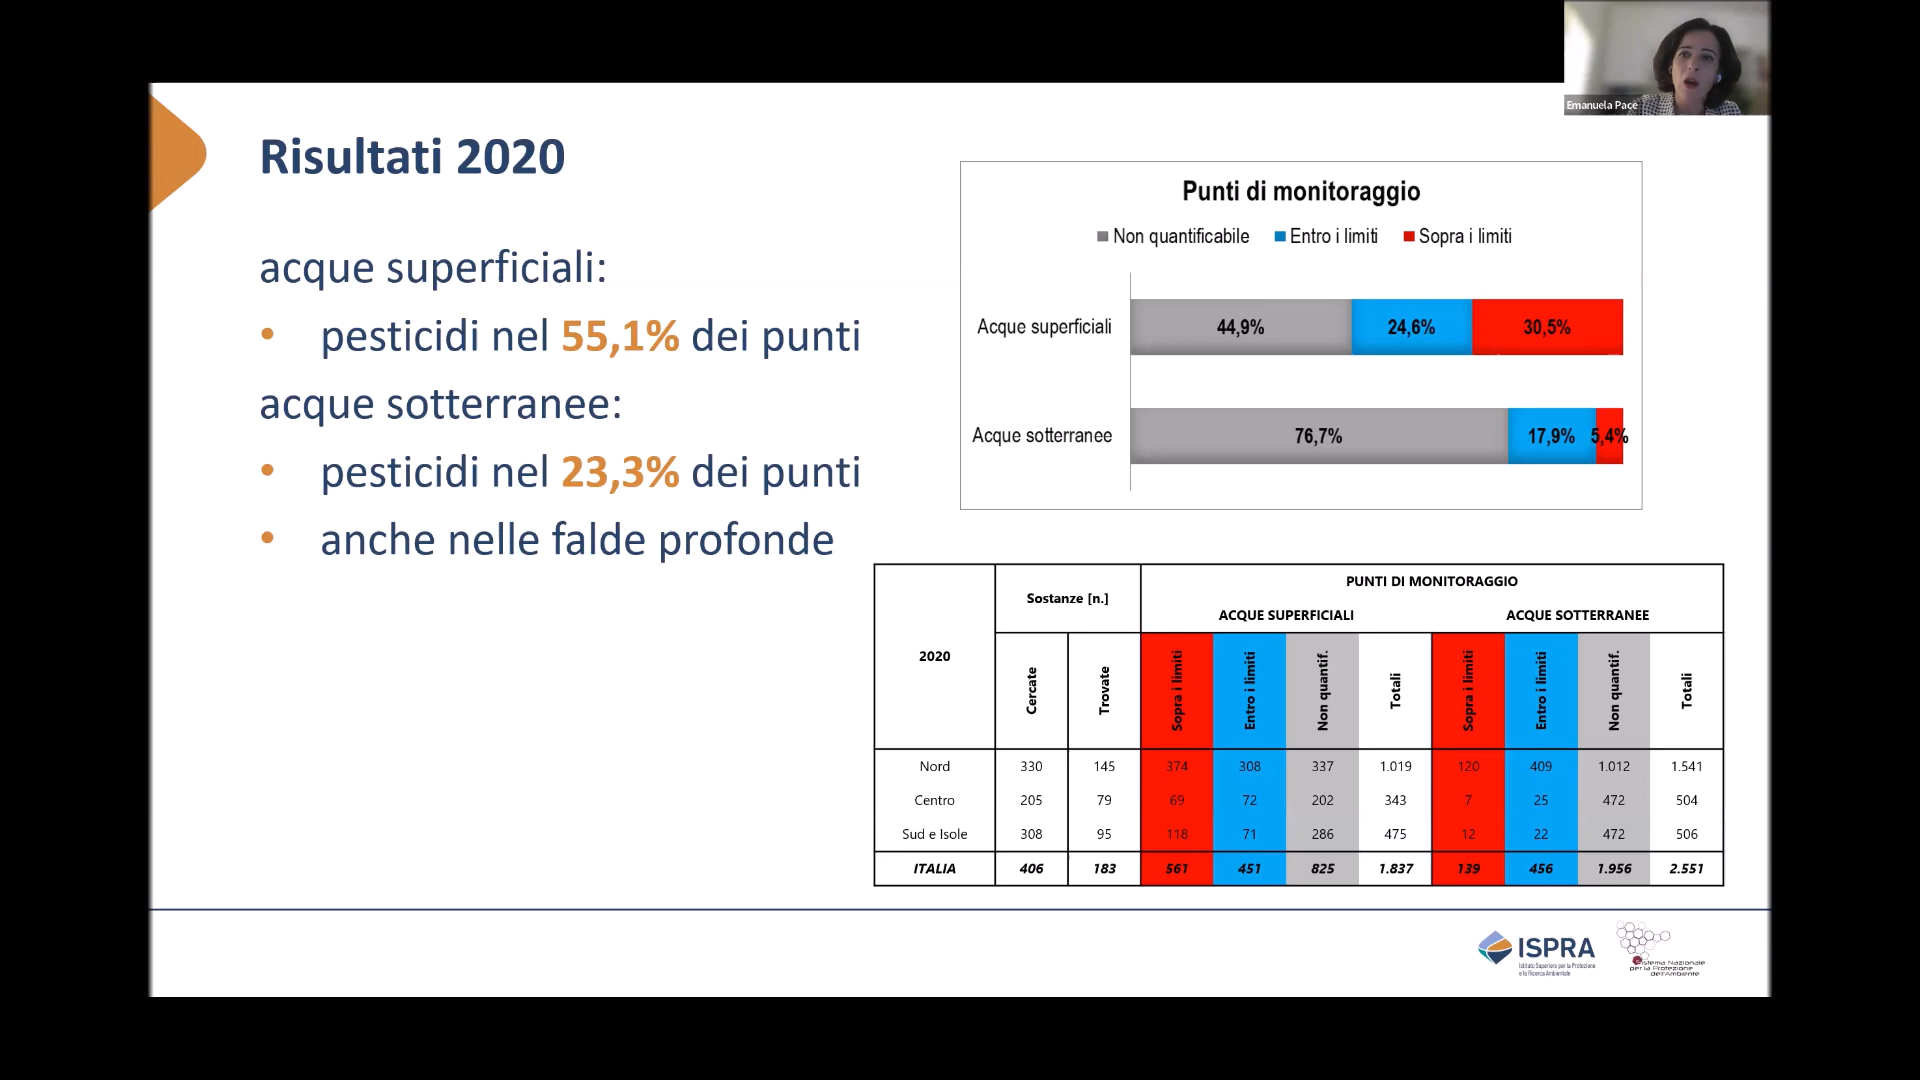 Emanuela Pace
Risultati 2020
acque superficiali:
• pesticidi nel 55,1% dei punti
acque sotterranee:
• pesticidi nel 23,3% dei punti
• anche nelle falde profonde
Punti di monitoraggio
Non quantificabile Entro i limiti Sopra i limiti
Acque superficiali 44,9% 24,6% 30,5%
Acque sotterranee 76,7% 17,9% 5,4%
2020 Sostanze [n.] PUNTI DI MONITORAGGIO
ACQUE SUPERFICIALI ACQUE SOTTERRANEE
Cercate Trovate Sopra i limiti Entro i limiti Non quantif. Totali Sopra i limiti Entro i limiti Non quantif. Totali
Nord 330 145 374 308 337 1.019 120 409 1.012 1.541
Centro 205 79 69 72 202 343 7 25 472 504
Sud e Isole 308 95 118 71 286 475 12 22 472 506
ITALIA 406 183 561 451 825 1.837 139 456 1.956 2.551
ISPRA
Istituto Superiore per la Protezione
e la Ricerca Ambientale
Sistema Nazionale
per la Protezione
dell'Ambiente